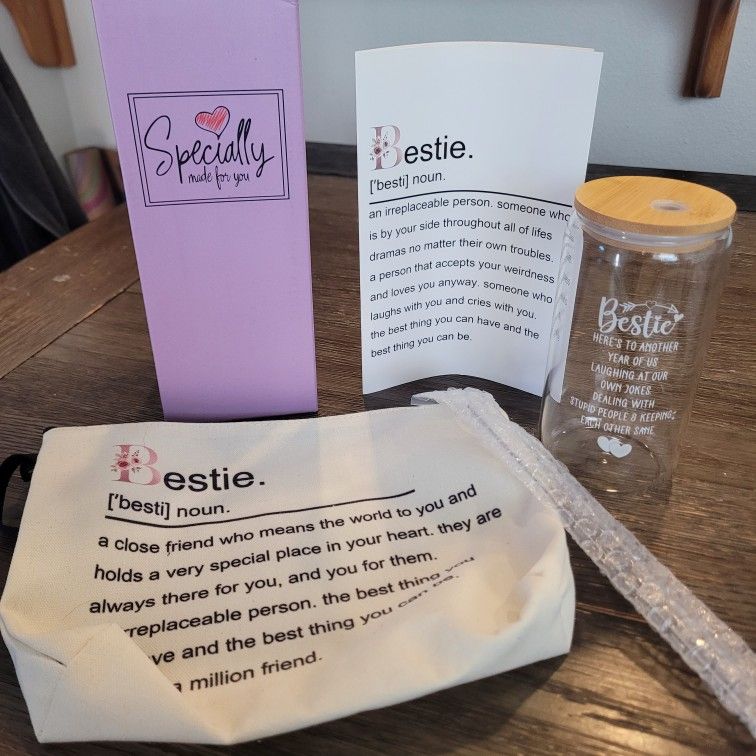 Specially
made for you
Bestie.
['besti] noun.
an irreplaceable person. someone who
is by your side throughout all of lifes
dramas no matter their own troubles.
a person that accepts your weirdness
and loves you anyway. someone who
laughs with you and cries with you.
the best thing you can have and the
best thing you can be.
Bestie
HERE'S TO ANOTHER
YEAR OF US
LAUGHING AT OUR
OWN JOKES
DEALING WITH
STUPID PEOPLE & KEEPING
EACH OTHER SANE
Bestie.
['besti] noun.
a close friend who means the world to you and
holds a very special place in your heart. they are
always there for you, and you for them.
rreplaceable person. the best thing you
ve and the best thing you can be.
a million friend.